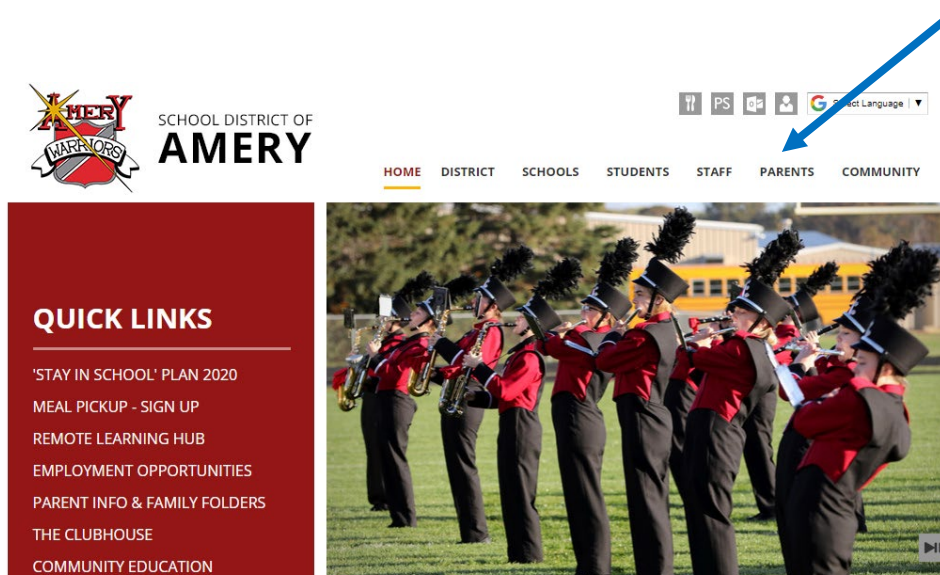 AMERY
WARRIORS
SCHOOL DISTRICT OF
AMERY
PS
Select Language
HOME DISTRICT SCHOOLS STUDENTS STAFF PARENTS COMMUNITY
QUICK LINKS
'STAY IN SCHOOL' PLAN 2020
MEAL PICKUP - SIGN UP
REMOTE LEARNING HUB
EMPLOYMENT OPPORTUNITIES
PARENT INFO & FAMILY FOLDERS
THE CLUBHOUSE
COMMUNITY EDUCATION